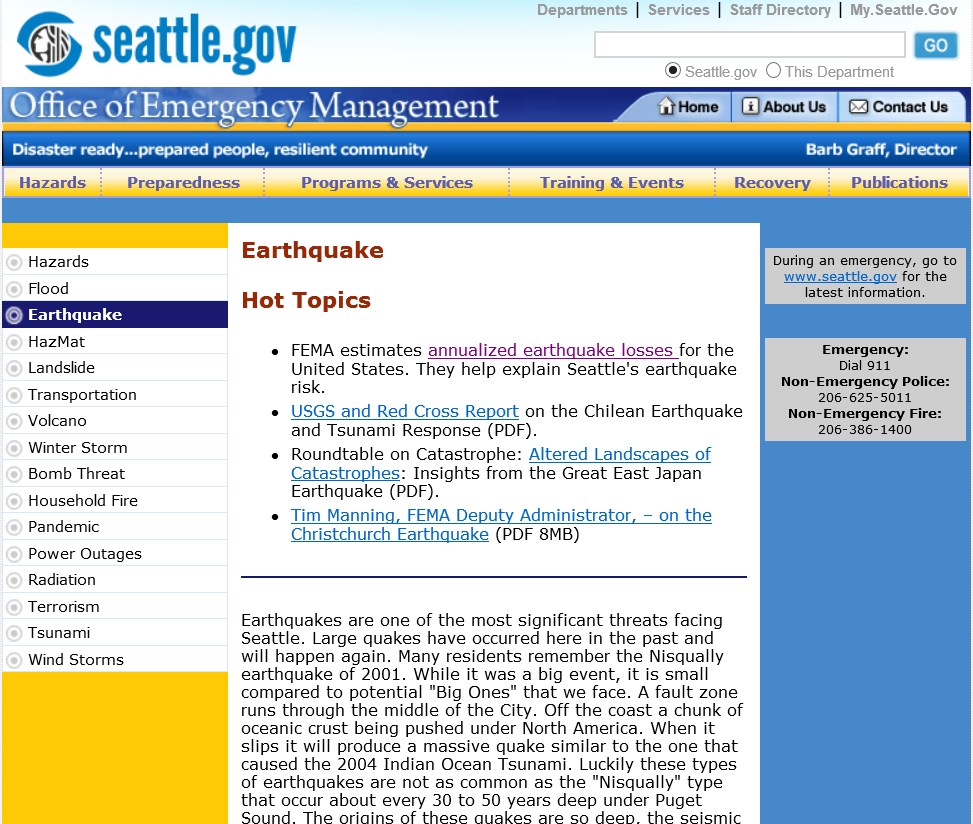 Departments | Services | Staff Directory | My.Seattle.Gov
seattle.gov
GO
Seattle.gov This Department
Office of Emergency Management
Home
About Us
Contact Us
Disaster ready...prepared people, resilient community
Barb Graff, Director
Hazards
Preparedness
Programs & Services
Training & Events
Recovery
Publications
Hazards
Flood
Earthquake
HazMat
Landslide
Transportation
Volcano
Winter Storm
Bomb Threat
Household Fire
Pandemic
Power Outages
Radiation
Terrorism
Tsunami
Wind Storms
Earthquake
Hot Topics
FEMA estimates annualized earthquake losses for the
United States. They help explain Seattle's earthquake
risk.
USGS and Red Cross Report on the Chilean Earthquake
and Tsunami Response (PDF).
Roundtable on Catastrophe: Altered Landscapes of
Catastrophes: Insights from the Great East Japan
Earthquake (PDF).
Tim Manning, FEMA Deputy Administrator, – on the
Christchurch Earthquake (PDF 8MB)
Earthquakes are one of the most significant threats facing
Seattle. Large quakes have occurred here in the past and
will happen again. Many residents remember the Nisqually
earthquake of 2001. While it was a big event, it is small
compared to potential "Big Ones" that we face. A fault zone
runs through the middle of the City. Off the coast a chunk of
oceanic crust being pushed under North America. When it
slips it will produce a massive quake similar to the one that
caused the 2004 Indian Ocean Tsunami. Luckily these types
of earthquakes are not as common as the "Nisqually" type
that occur about every 30 to 50 years deep under Puget
Sound. The origins of these quakes are so deep, the seismic
During an emergency, go to
www.seattle.gov for the
latest information.
Emergency:
Dial 911
Non-Emergency Police:
206-625-5011
Non-Emergency Fire:
206-386-1400